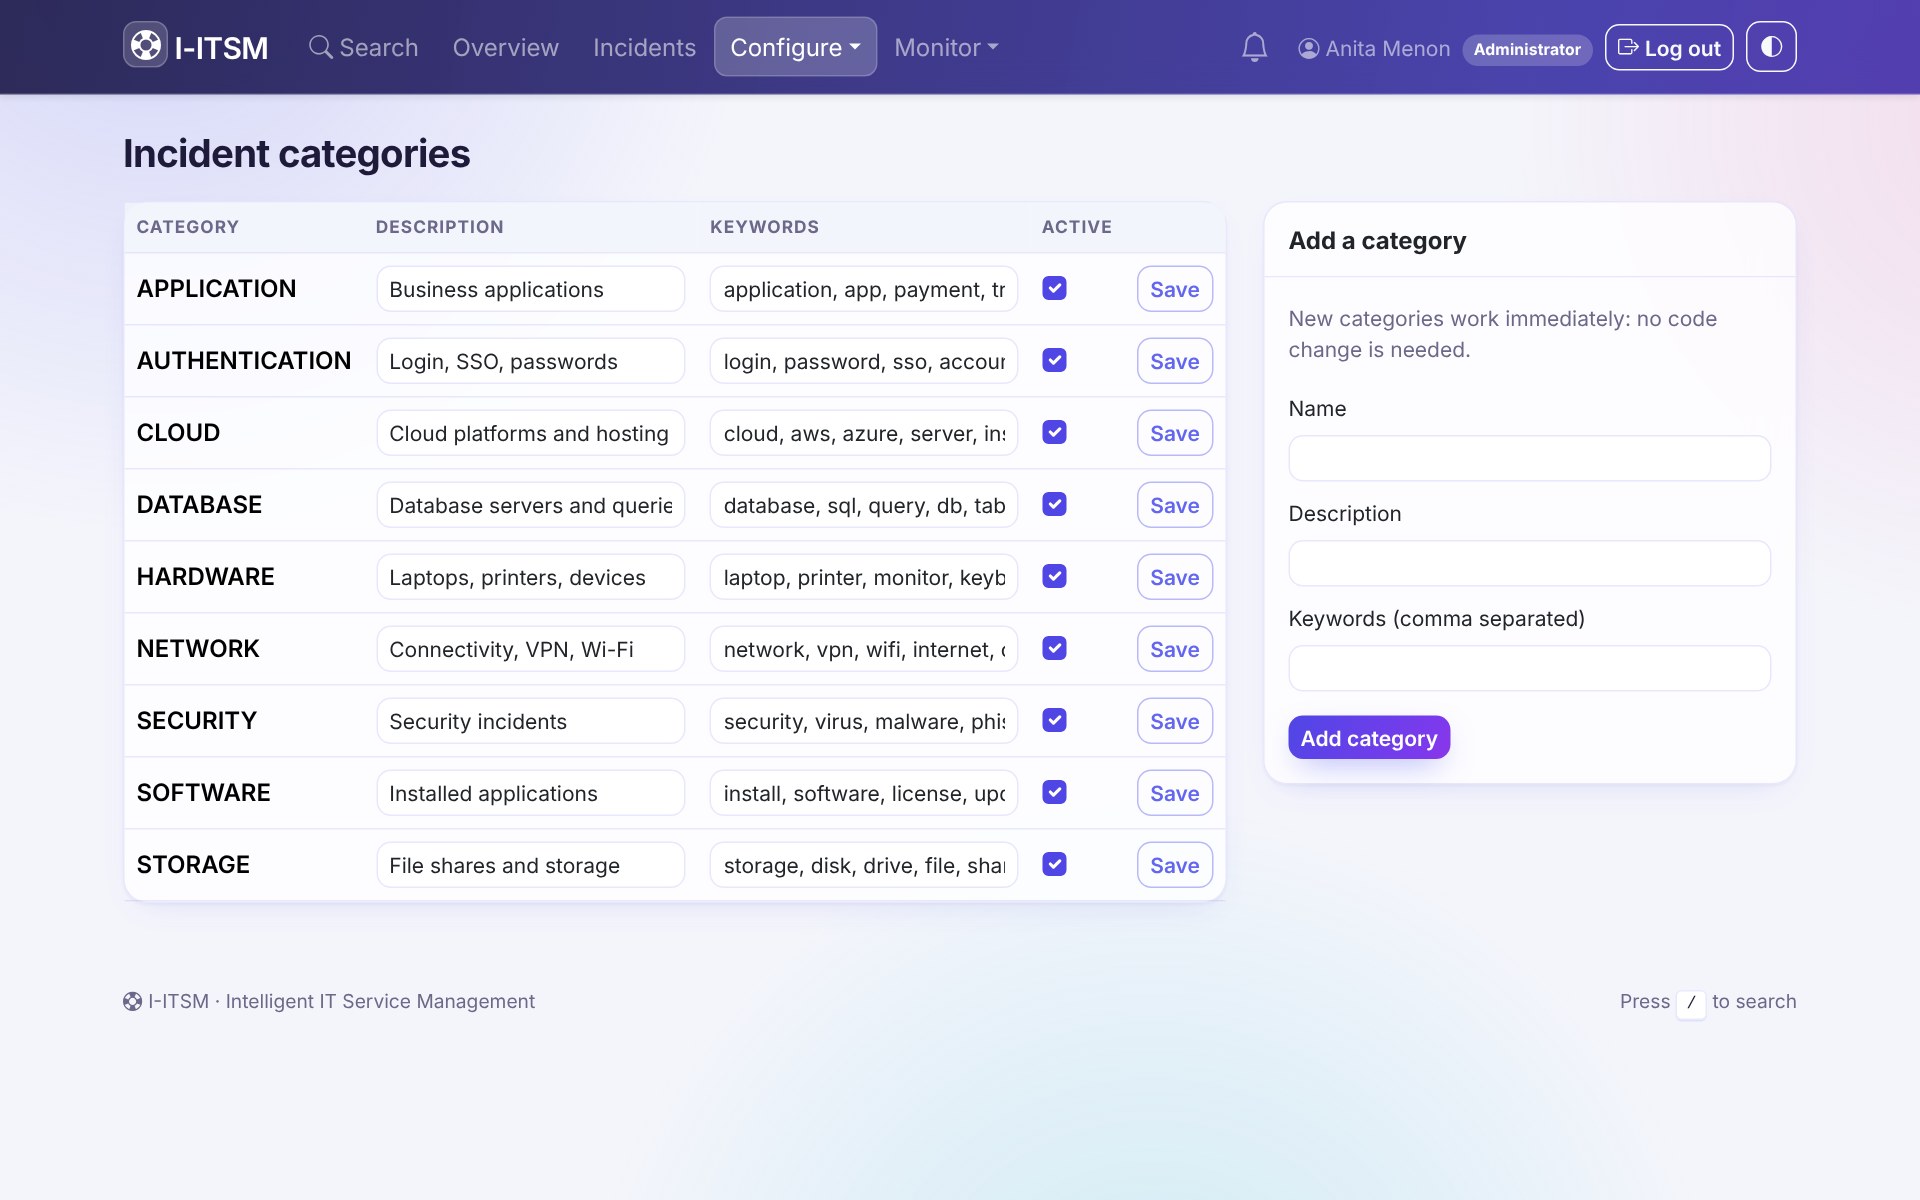 I-ITSM Search Overview Incidents Configure Monitor Anita Menon Administrator Log out
Incident categories
CATEGORY DESCRIPTION KEYWORDS ACTIVE
APPLICATION Business applications application, app, payment, tr Save
AUTHENTICATION Login, SSO, passwords login, password, sso, accour Save
CLOUD Cloud platforms and hosting cloud, aws, azure, server, ins Save
DATABASE Database servers and querie database, sql, query, db, tab Save
HARDWARE Laptops, printers, devices laptop, printer, monitor, keyb Save
NETWORK Connectivity, VPN, Wi-Fi network, vpn, wifi, internet, Save
SECURITY Security incidents security, virus, malware, phis Save
SOFTWARE Installed applications install, software, license, upd Save
STORAGE File shares and storage storage, disk, drive, file, shar Save
Add a category
New categories work immediately: no code
change is needed.
Name
Description
Keywords (comma separated)
Add category
I-ITSM · Intelligent IT Service Management
Press / to search